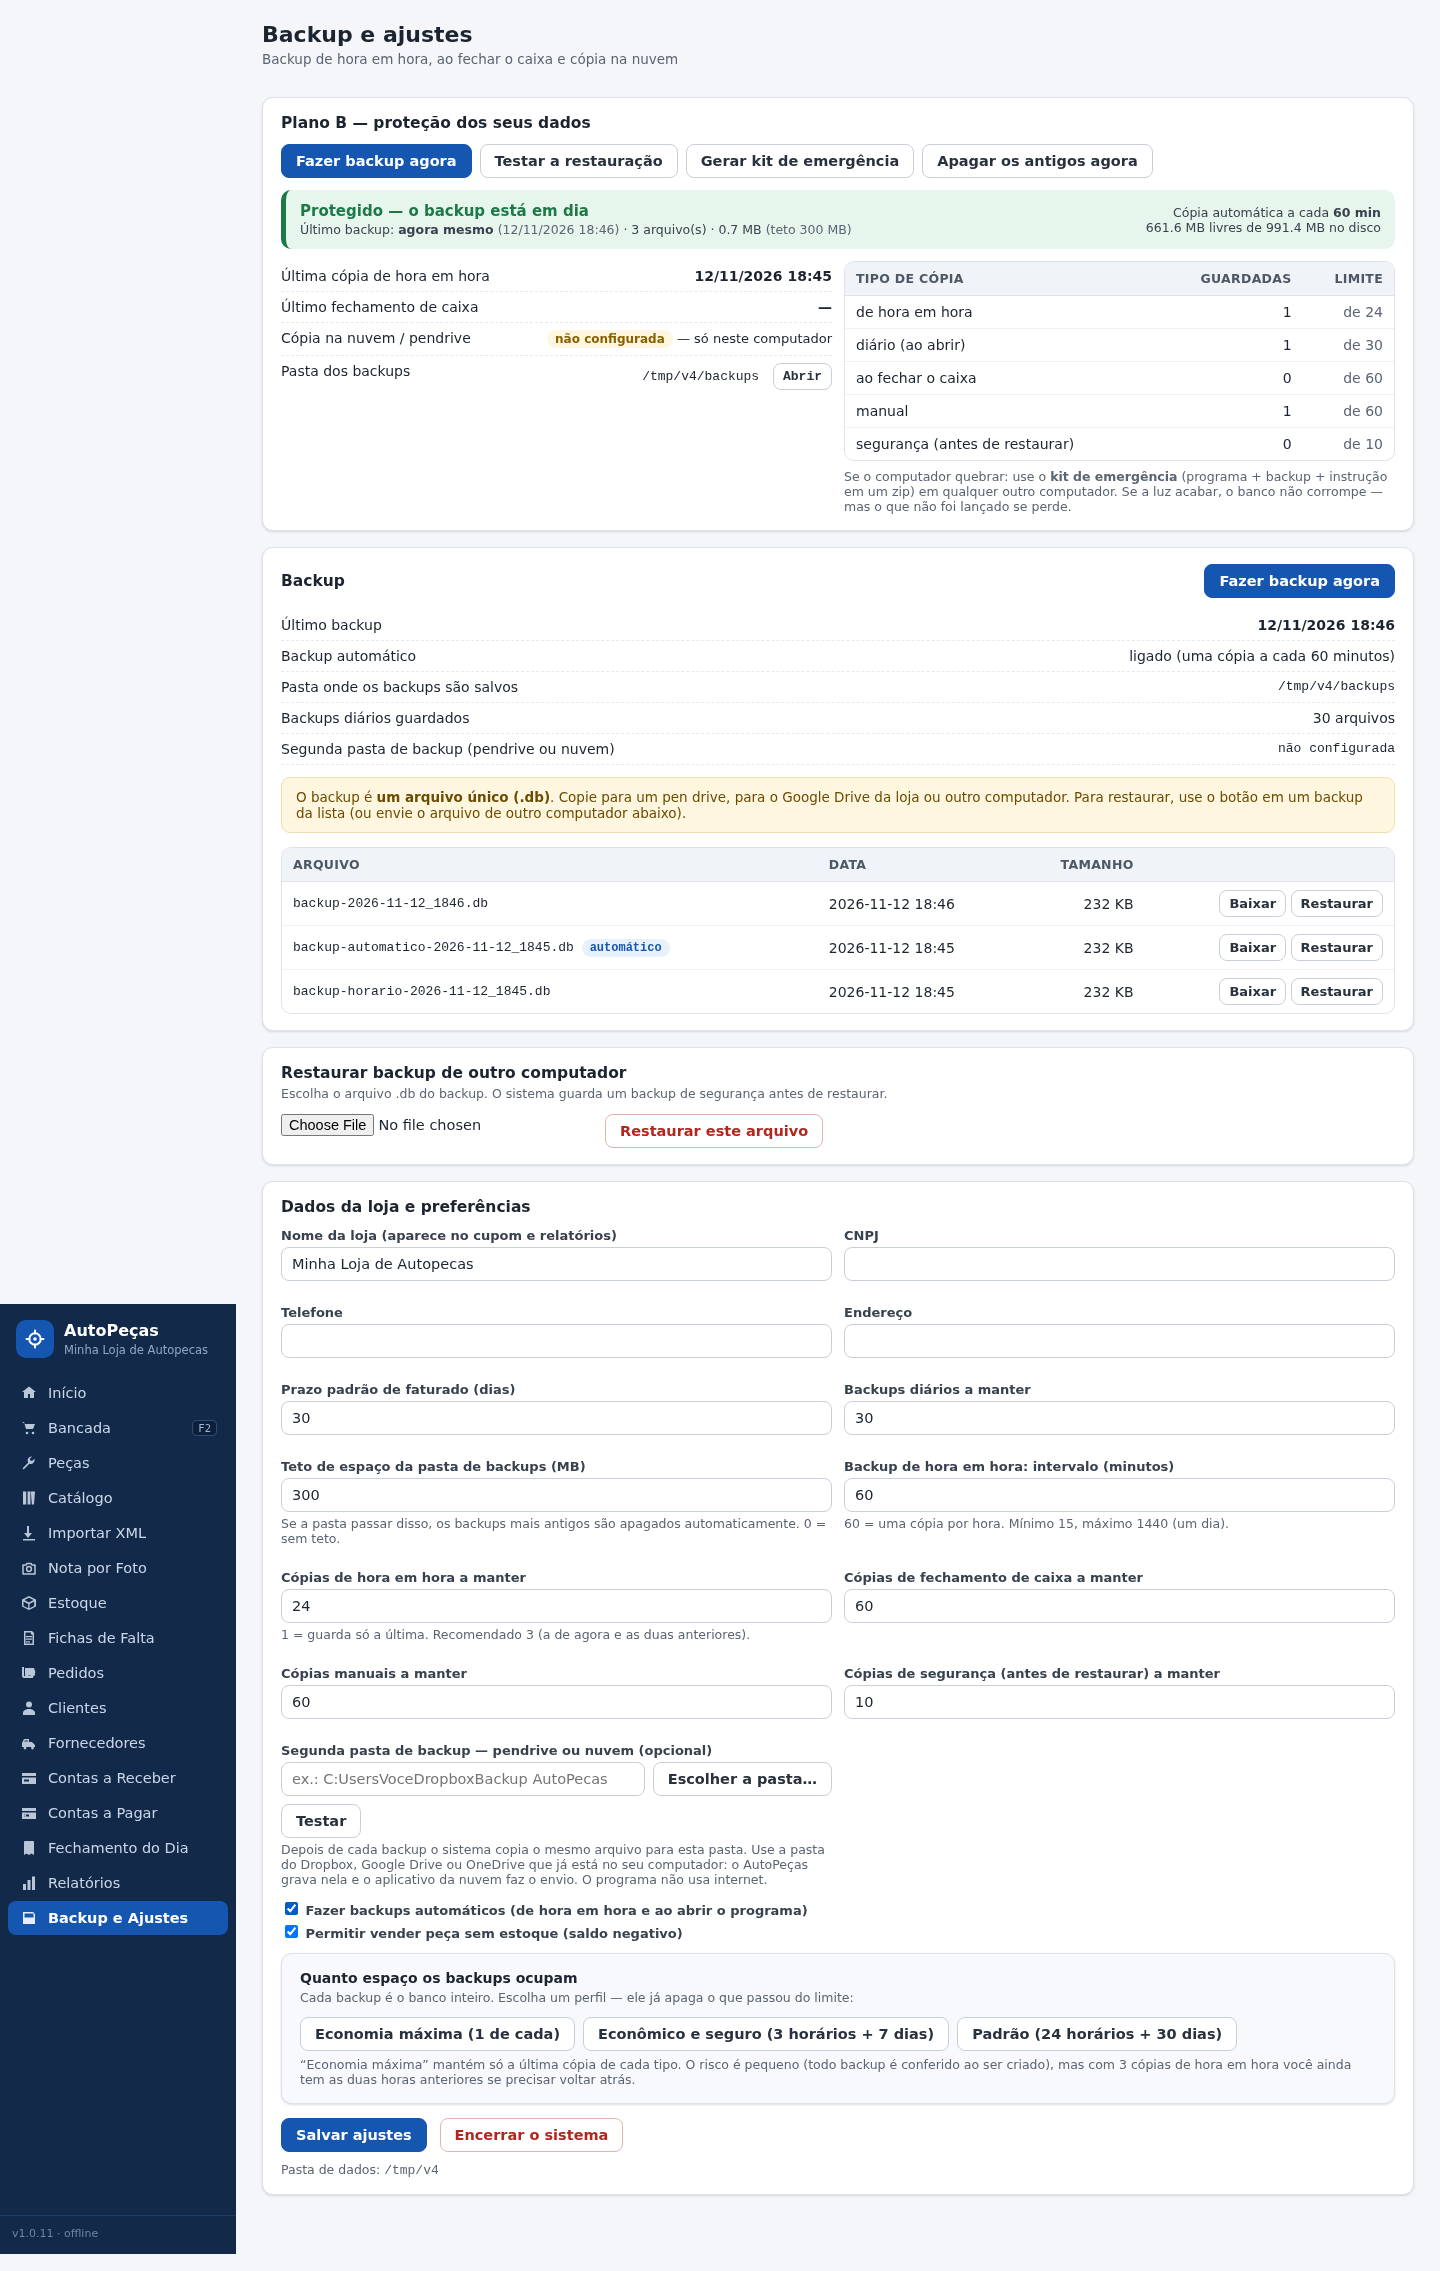 Backup e ajustes
Backup de hora em hora, ao fechar o caixa e cópia na nuvem
Plano B — proteção dos seus dados
Fazer backup agora
Testar a restauração
Gerar kit de emergência
Apagar os antigos agora
Protegido — o backup está em dia
Último backup: agora mesmo (12/11/2026 18:46) · 3 arquivo(s) · 0.7 MB (teto 300 MB)
Cópia automática a cada 60 min
661.6 MB livres de 991.4 MB no disco
Última cópia de hora em hora 12/11/2026 18:45
Último fechamento de caixa —
Cópia na nuvem / pendrive não configurada — só neste computador
Pasta dos backups /tmp/v4/backups Abrir
TIPO DE CÓPIA GUARDADAS LIMITE
de hora em hora 1 de 24
diário (ao abrir) 1 de 30
ao fechar o caixa 0 de 60
manual 1 de 60
segurança (antes de restaurar) 0 de 10
Se o computador quebrar: use o kit de emergência (programa + backup + instrução
em um zip) em qualquer outro computador. Se a luz acabar, o banco não corrompe —
mas o que não foi lançado se perde.
Backup
Fazer backup agora
Último backup 12/11/2026 18:46
Backup automático ligado (uma cópia a cada 60 minutos)
Pasta onde os backups são salvos /tmp/v4/backups
Backups diários guardados 30 arquivos
Segunda pasta de backup (pendrive ou nuvem) não configurada
O backup é um arquivo único (.db). Copie para um pen drive, para o Google Drive da loja ou outro computador. Para restaurar, use o botão em um backup
da lista (ou envie o arquivo de outro computador abaixo).
ARQUIVO DATA TAMANHO
backup-2026-11-12_1846.db 2026-11-12 18:46 232 KB Baixar Restaurar
backup-automatico-2026-11-12_1845.db automático 2026-11-12 18:45 232 KB Baixar Restaurar
backup-horario-2026-11-12_1845.db 2026-11-12 18:45 232 KB Baixar Restaurar
Restaurar backup de outro computador
Escolha o arquivo .db do backup. O sistema guarda um backup de segurança antes de restaurar.
Choose File No file chosen
Restaurar este arquivo
Dados da loja e preferências
Nome da loja (aparece no cupom e relatórios)
Minha Loja de Autopecas
CNPJ
Telefone
Endereço
Prazo padrão de faturado (dias)
30
Backups diários a manter
30
Teto de espaço da pasta de backups (MB)
300
Se a pasta passar disso, os backups mais antigos são apagados automaticamente. 0 =
sem teto.
Backup de hora em hora: intervalo (minutos)
60
60 = uma cópia por hora. Mínimo 15, máximo 1440 (um dia).
Cópias de hora em hora a manter
24
1 = guarda só a última. Recomendado 3 (a de agora e as duas anteriores).
Cópias de fechamento de caixa a manter
60
Cópias manuais a manter
60
Cópias de segurança (antes de restaurar) a manter
10
Segunda pasta de backup — pendrive ou nuvem (opcional)
ex.: C:UsersVoceDropboxBackup AutoPecas
Escolher a pasta…
Testar
Depois de cada backup o sistema copia o mesmo arquivo para esta pasta. Use a pasta
do Dropbox, Google Drive ou OneDrive que já está no seu computador: o AutoPeças
grava nela e o aplicativo da nuvem faz o envio. O programa não usa internet.
Fazer backups automáticos (de hora em hora e ao abrir o programa)
Permitir vender peça sem estoque (saldo negativo)
Quanto espaço os backups ocupam
Cada backup é o banco inteiro. Escolha um perfil — ele já apaga o que passou do limite:
Economia máxima (1 de cada)
Econômico e seguro (3 horários + 7 dias)
Padrão (24 horários + 30 dias)
“Economia máxima” mantém só a última cópia de cada tipo. O risco é pequeno (todo backup é conferido ao ser criado), mas com 3 cópias de hora em hora você ainda
tem as duas horas anteriores se precisar voltar atrás.
Salvar ajustes
Encerrar o sistema
Pasta de dados: /tmp/v4
AutoPeças
Minha Loja de Autopecas
Início
Bancada F2
Peças
Catálogo
Importar XML
Nota por Foto
Estoque
Fichas de Falta
Pedidos
Clientes
Fornecedores
Contas a Receber
Contas a Pagar
Fechamento do Dia
Relatórios
Backup e Ajustes
v1.0.11 · offline